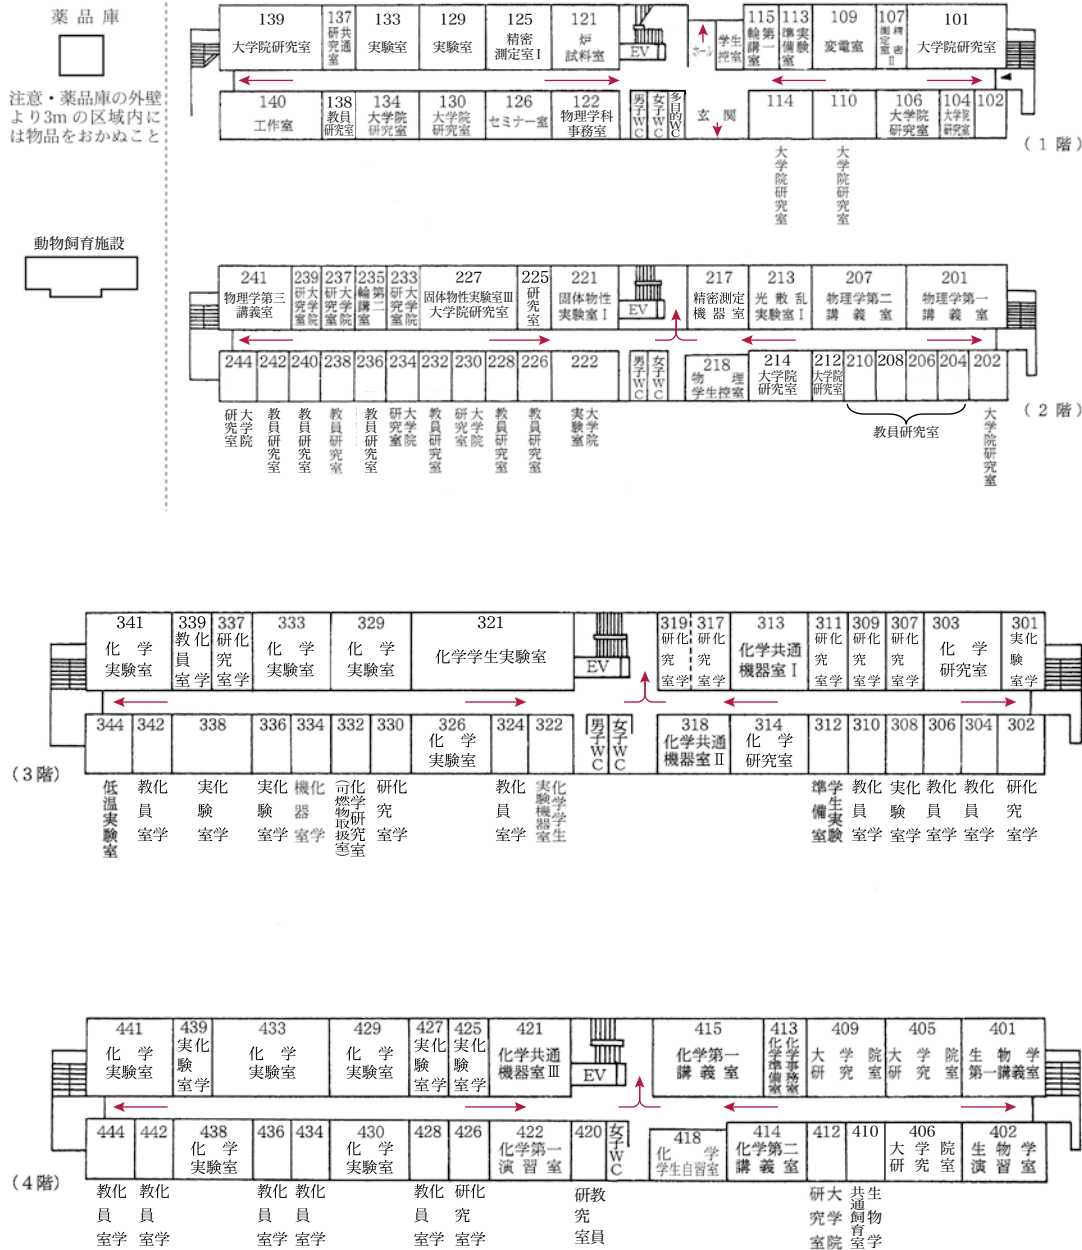 薬品庫
注意・薬品庫の外壁
より3mの区域内に
は物品をおかぬこと
動物飼育施設
139
大学院研究室
137
共通研究室
133
実験室
129
実験室
125
精密
測定室Ⅰ
121
炉
試料室
EV
ホール
学生
控室
115
第一輪講室
113
実験準備室
109
変電室
107
精密測定室Ⅱ
101
大学院研究室
140
工作室
138
教員
研究室
134
大学院
研究室
130
大学院
研究室
126
セミナー室
122
物理学科
事務室
男子WC
女子WC
多目的WC
玄関
114
大学院研究室
110
大学院研究室
106
大学院
研究室
104
大学院
研究室
102
(1階)
241
物理学第三
講義室
239
大学院研究室
237
大学院研究室
235
第二輪講室
233
大学院研究室
227
固体物性実験室Ⅲ
大学院研究室
225
研究室
221
固体物性
実験室Ⅰ
EV
217
精密測定
機器室
213
光散乱
実験室Ⅰ
207
物理学第二
講義室
201
物理学第一
講義室
244
大学院研究室
242
教員研究室
240
教員研究室
238
教員研究室
236
教員研究室
234
大学院研究室
232
教員研究室
230
大学院研究室
228
教員研究室
226
教員研究室
222
大学院実験室
男子WC
女子WC
218
物理
学生控室
214
大学院
研究室
212
大学院
研究室
210
208
206
204
教員研究室
202
大学院研究室
(2階)
341
化学
実験室
339
化学教員室
337
化学研究室
333
化学
実験室
329
化学
実験室
321
化学学生実験室
EV
319
化学研究室
317
化学研究室
313
化学共通
機器室Ⅰ
311
化学研究室
309
化学研究室
307
化学研究室
303
化学
研究室
301
化学実験室
344
低温実験室
342
化学教員室
338
化学実験室
336
化学実験室
334
化学機器室
332
化学研究室
(可燃物取扱室)
330
化学研究室
326
化学
実験室
324
化学教員室
322
化学学生実験機器室
男子WC
女子WC
318
化学共通
機器室Ⅱ
314
化学
研究室
312
学生実験準備室
310
化学教員室
308
化学実験室
306
化学教員室
304
化学教員室
302
化学研究室
(3階)
441
化学
実験室
439
化学実験室
433
化学
実験室
429
化学
実験室
427
化学実験室
425
化学実験室
421
化学共通
機器室Ⅲ
EV
415
化学第一
講義室
413
化学事務室
化学準備室
409
大学院
研究室
405
大学院
研究室
401
生物学
第一講義室
444
化学教員室
442
化学教員室
438
化学
実験室
436
化学教員室
434
化学教員室
430
化学
実験室
428
化学教員室
426
化学研究室
422
化学第一
演習室
420
教員研究室
女子WC
418
化学
学生自習室
414
化学第二
講義室
412
大学院研究室
410
生物学共通飼育室
406
大学院
研究室
402
生物学
演習室
(4階)